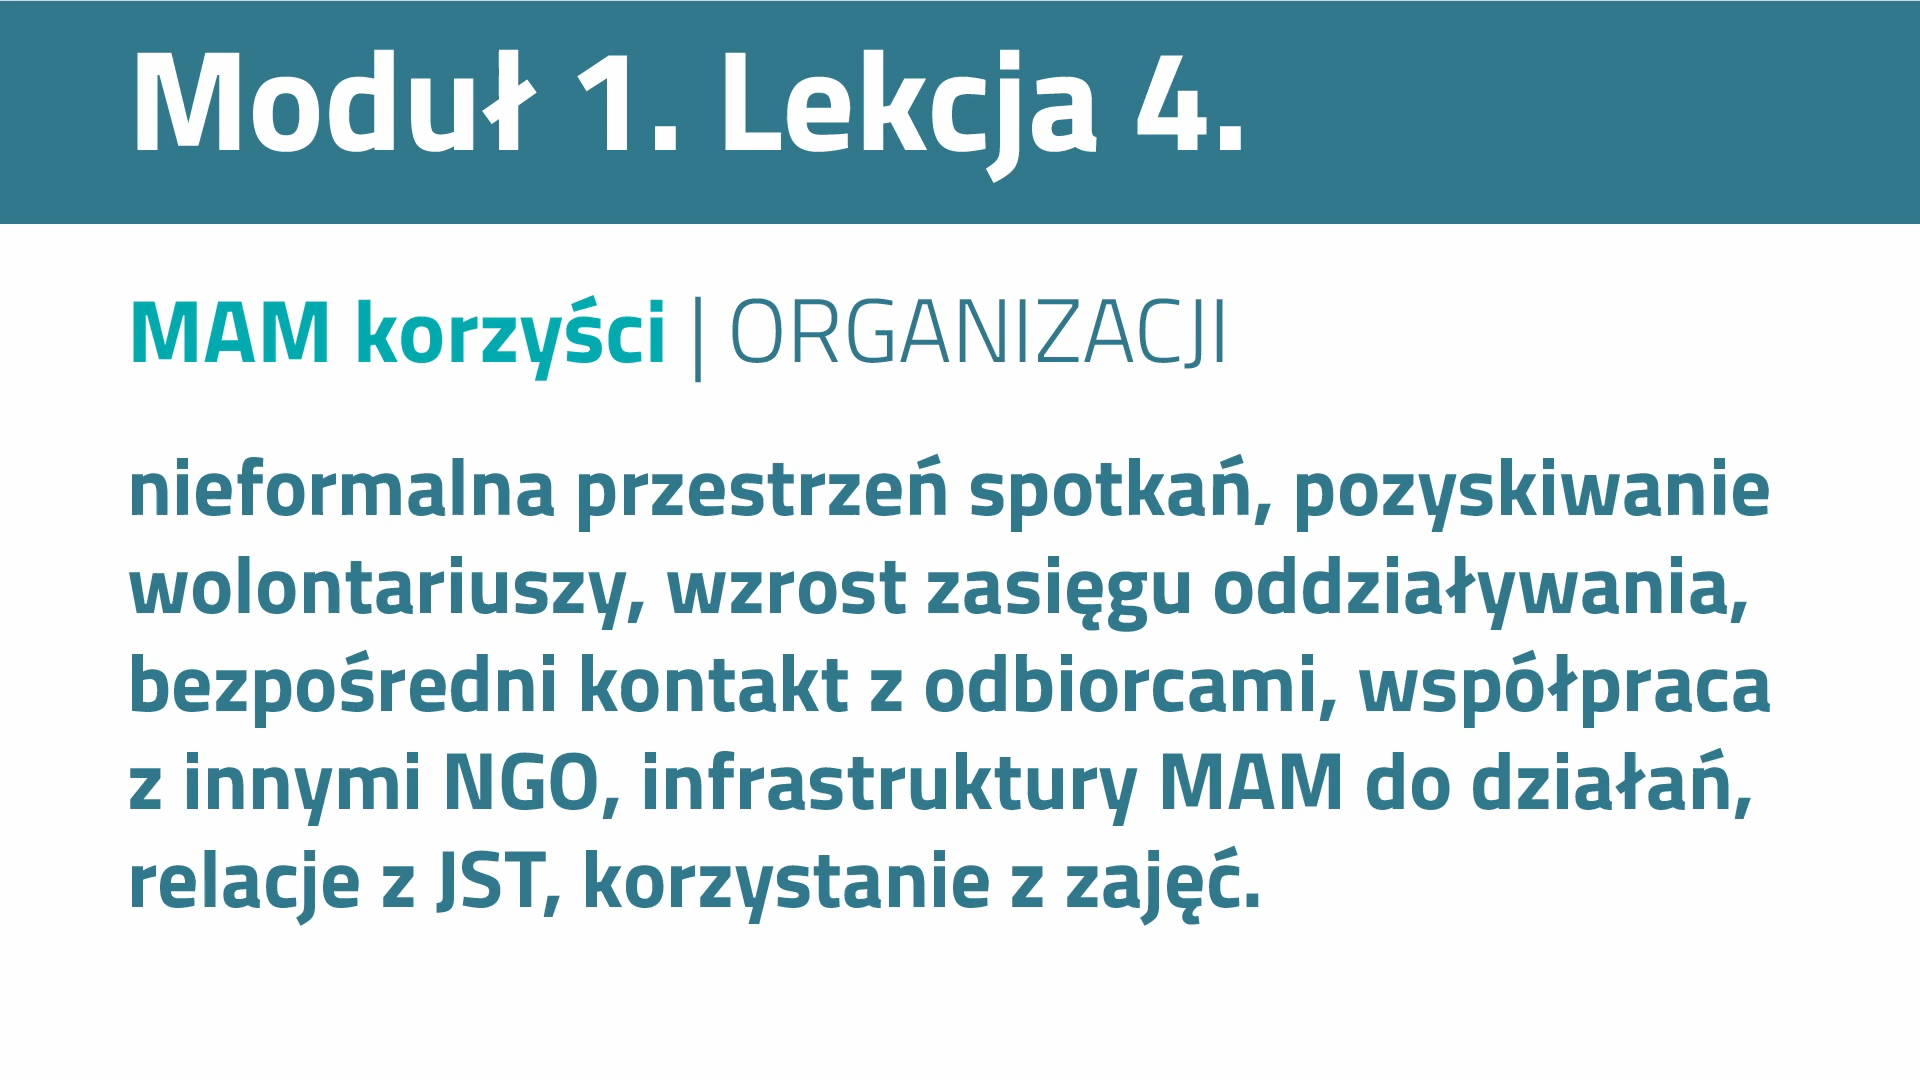 Moduł 1. Lekcja 4.
MAM korzyści | ORGANIZACJI
nieformalna przestrzeń spotkań, pozyskiwanie
wolontariuszy, wzrost zasięgu oddziaływania,
bezpośredni kontakt z odbiorcami, współpraca
z innymi NGO, infrastruktury MAM do działań,
relacje z JST, korzystanie z zajęć.